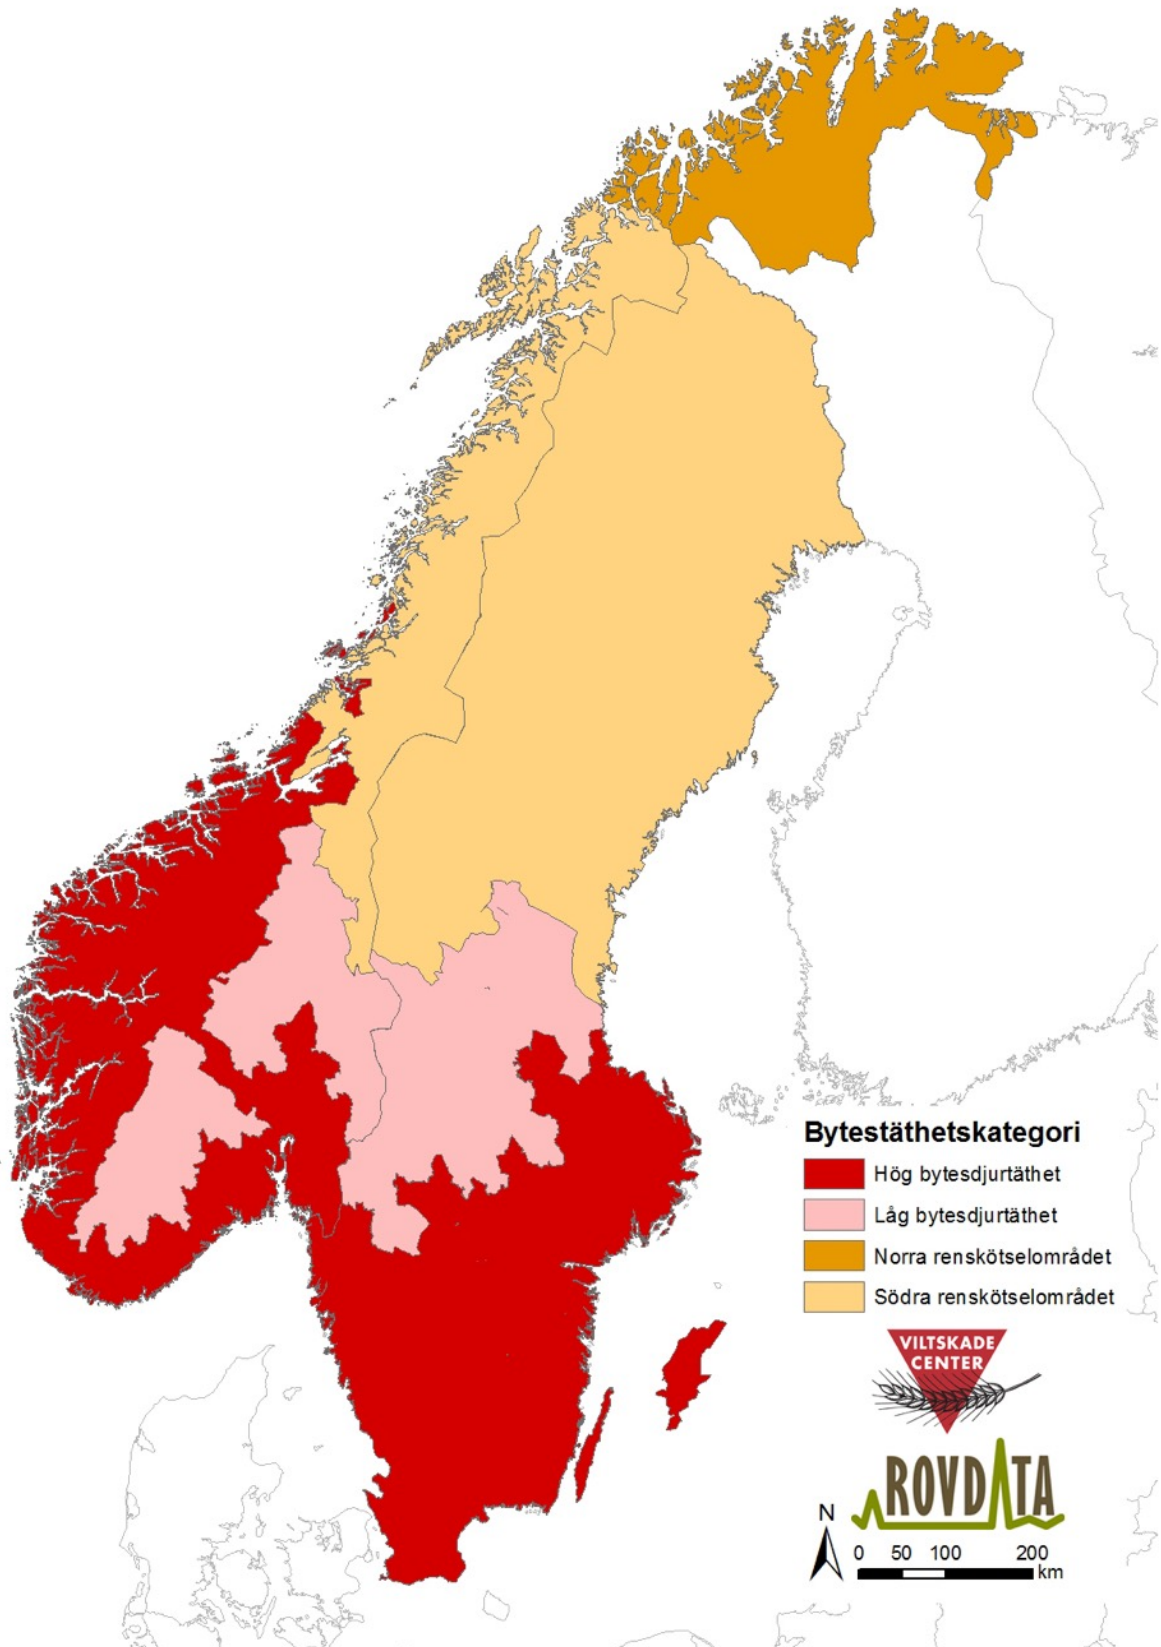 Bytestäthetskategori
Hög bytesdjurtäthet
Låg bytesdjurtäthet
Norra renskötselområdet
Södra renskötselområdet
VILTSKADE
CENTER
ROVDATA
N
0 50 100 200
km